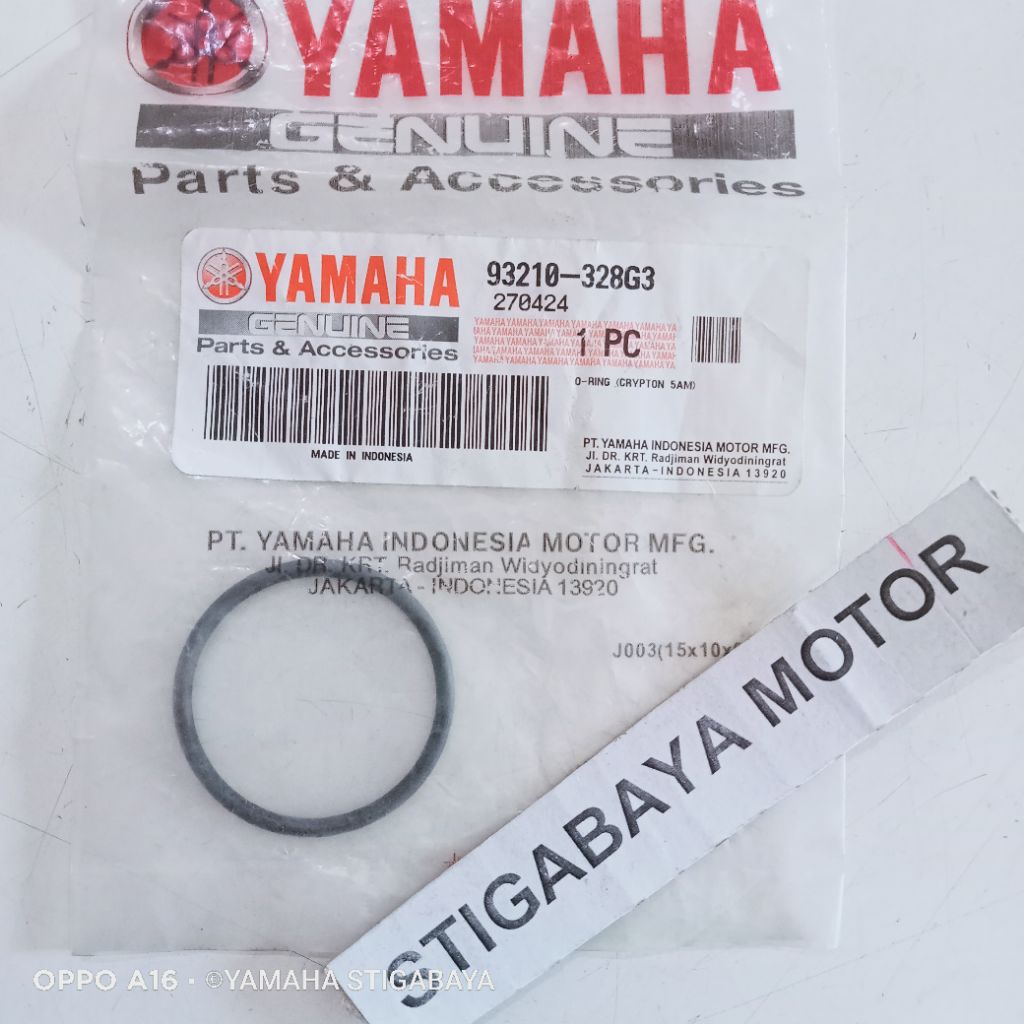 YAMAHA
GENUINE
Parts & Accessories
YAMAHA
GENUINE
Parts & Accessories
93210-328G3
270424
1 PC
O-RING (CRYPTON 5AM)
MADE IN INDONESIA
PT. YAMAHA INDONESIA MOTOR MFG.
Jl. DR. KRT. Radjiman Widyodiningrat
JAKARTA-INDONESIA 13920
PT. YAMAHA INDONESIA MOTOR MFG.
Jl. DR. KRT. Radjiman Widyodiningrat
JAKARTA - INDONESIA 13920
J003(15x10x
STIGABAYA MOTOR
OPPO A16 · ©YAMAHA STIGABAYA